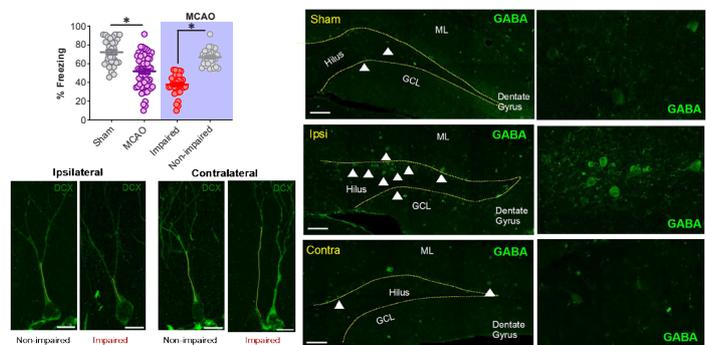 MCAO
*
*
% Freezing
100
80
60
40
20
0
Sham
MCAO
Impaired
Non-impaired
Ipsilateral
Contralateral
DCX
DCX
DCX
DCX
Non-impaired
Impaired
Non-impaired
Impaired
Sham
GABA
ML
Hilus
GCL
Dentate
Gyrus
GABA
Ipsi
GABA
ML
Hilus
GCL
Dentate
Gyrus
GABA
Contra
GABA
ML
Hilus
GCL
Dentate
Gyrus
GABA